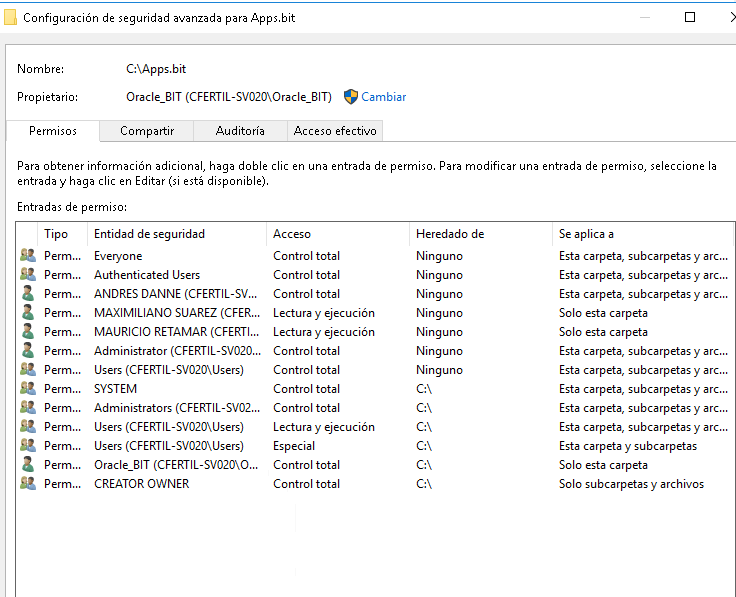 Configuración de seguridad avanzada para Apps.bit
Nombre: C:\Apps.bit
Propietario: Oracle_BIT (CFERTIL-SV020\Oracle_BIT) Cambiar
Permisos Compartir Auditoría Acceso efectivo
Para obtener información adicional, haga doble clic en una entrada de permiso. Para modificar una entrada de permiso, seleccione la
entrada y haga clic en Editar (si está disponible).
Entradas de permiso:
Tipo Entidad de seguridad Acceso Heredado de Se aplica a
Perm... Everyone Control total Ninguno Esta carpeta, subcarpetas y arc...
Perm... Authenticated Users Control total Ninguno Esta carpeta, subcarpetas y arc...
Perm... ANDRES DANNE (CFERTIL-SV... Control total Ninguno Esta carpeta, subcarpetas y arc...
Perm... MAXIMILIANO SUAREZ (CFER... Lectura y ejecución Ninguno Solo esta carpeta
Perm... MAURICIO RETAMAR (CFERTI... Lectura y ejecución Ninguno Solo esta carpeta
Perm... Administrator (CFERTIL-SV020... Control total Ninguno Esta carpeta, subcarpetas y arc...
Perm... Users (CFERTIL-SV020\Users) Control total Ninguno Esta carpeta, subcarpetas y arc...
Perm... SYSTEM Control total C:\ Esta carpeta, subcarpetas y arc...
Perm... Administrators (CFERTIL-SV02... Control total C:\ Esta carpeta, subcarpetas y arc...
Perm... Users (CFERTIL-SV020\Users) Lectura y ejecución C:\ Esta carpeta, subcarpetas y arc...
Perm... Users (CFERTIL-SV020\Users) Especial C:\ Esta carpeta y subcarpetas
Perm... Oracle_BIT (CFERTIL-SV020\O... Control total C:\ Solo esta carpeta
Perm... CREATOR OWNER Control total C:\ Solo subcarpetas y archivos